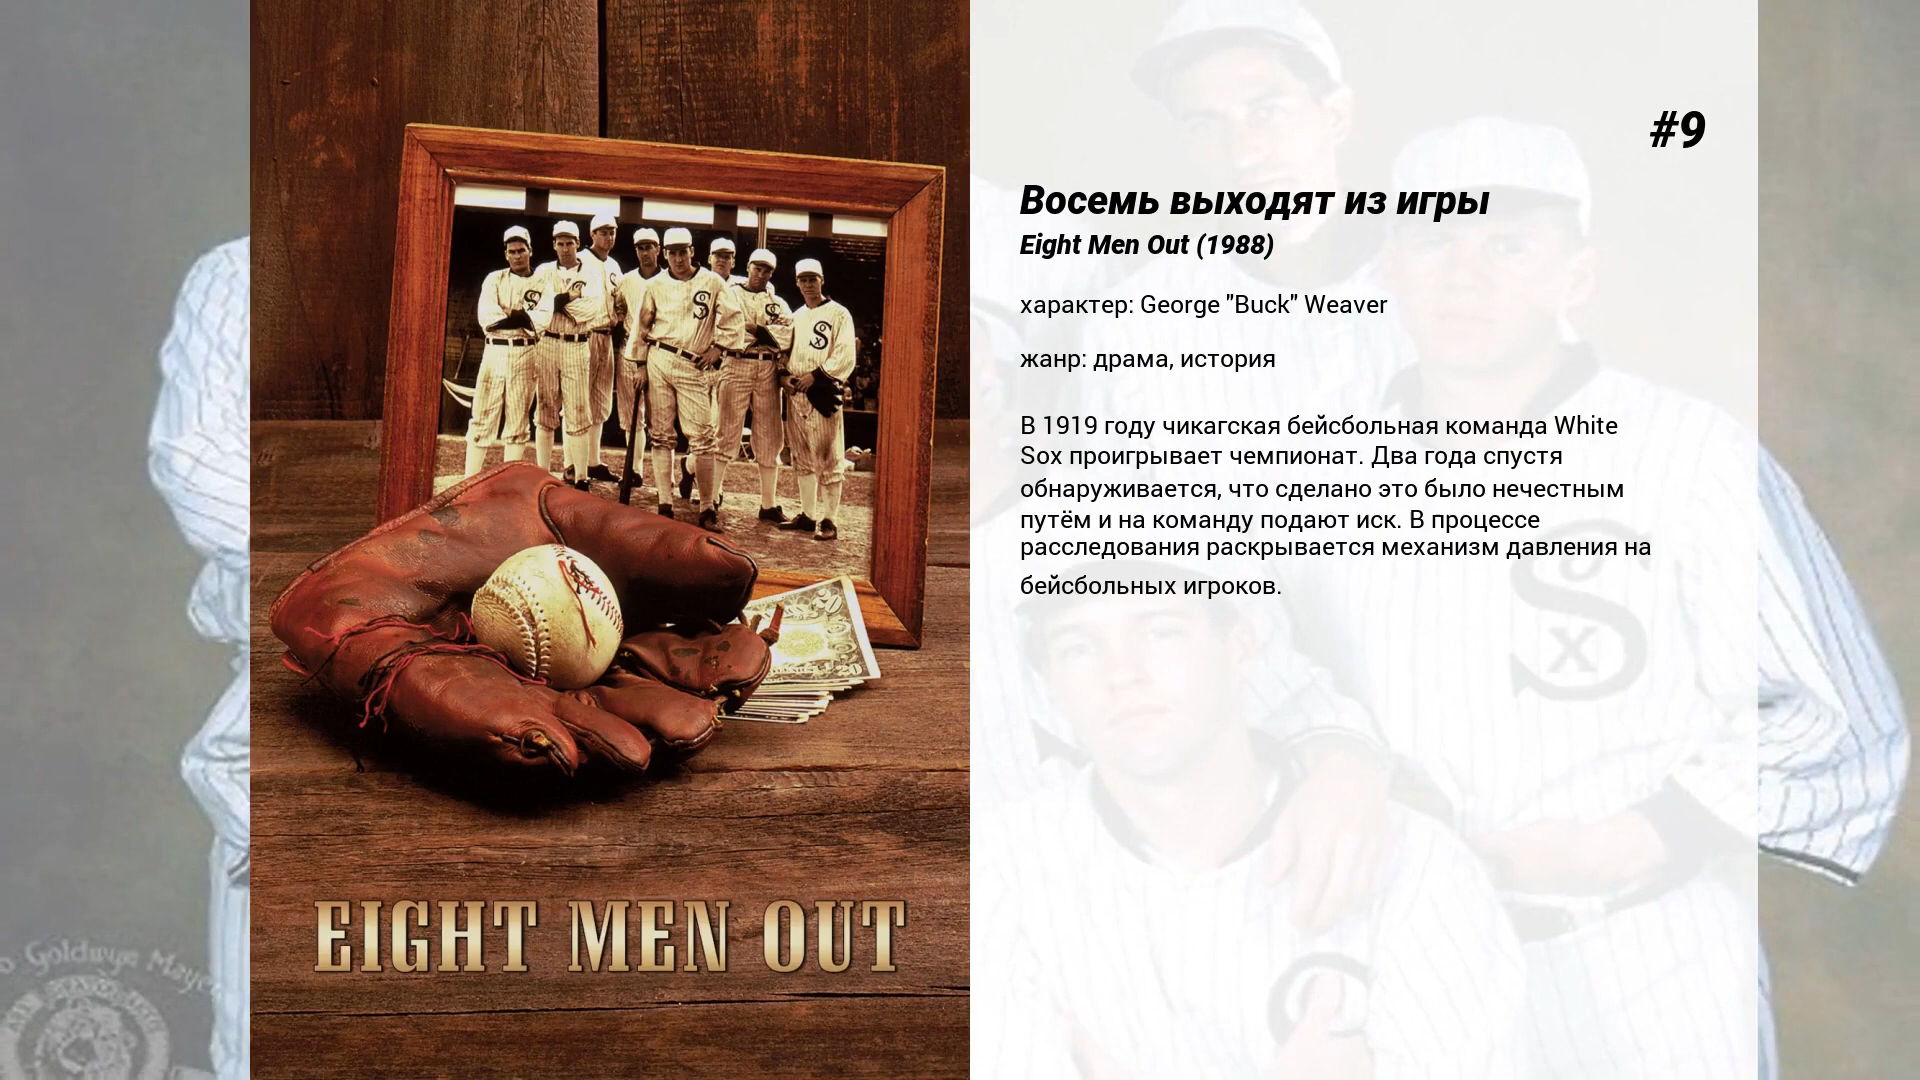 #9
Восемь выходят из игры
Eight Men Out (1988)
характер: George "Buck" Weaver
жанр: драма, история
В 1919 году чикагская бейсбольная команда White
Sox проигрывает чемпионат. Два года спустя
обнаруживается, что сделано это было нечестным
путём и на команду подают иск. В процессе
расследования раскрывается механизм давления на
бейсбольных игроков.
EIGHT MEN OUT
Goldwyn Mayer